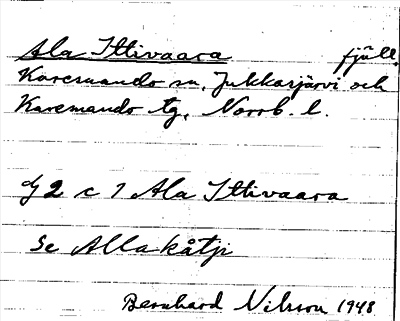 Ala Ittivaara fjäll.
Karesuando sn, Jukkasjärvi och
Karesuando tg, Norrb. l.
dj 2 c 1 Ala Ittivaara
Se Allakåtji
Bernhard Nilsson 1948